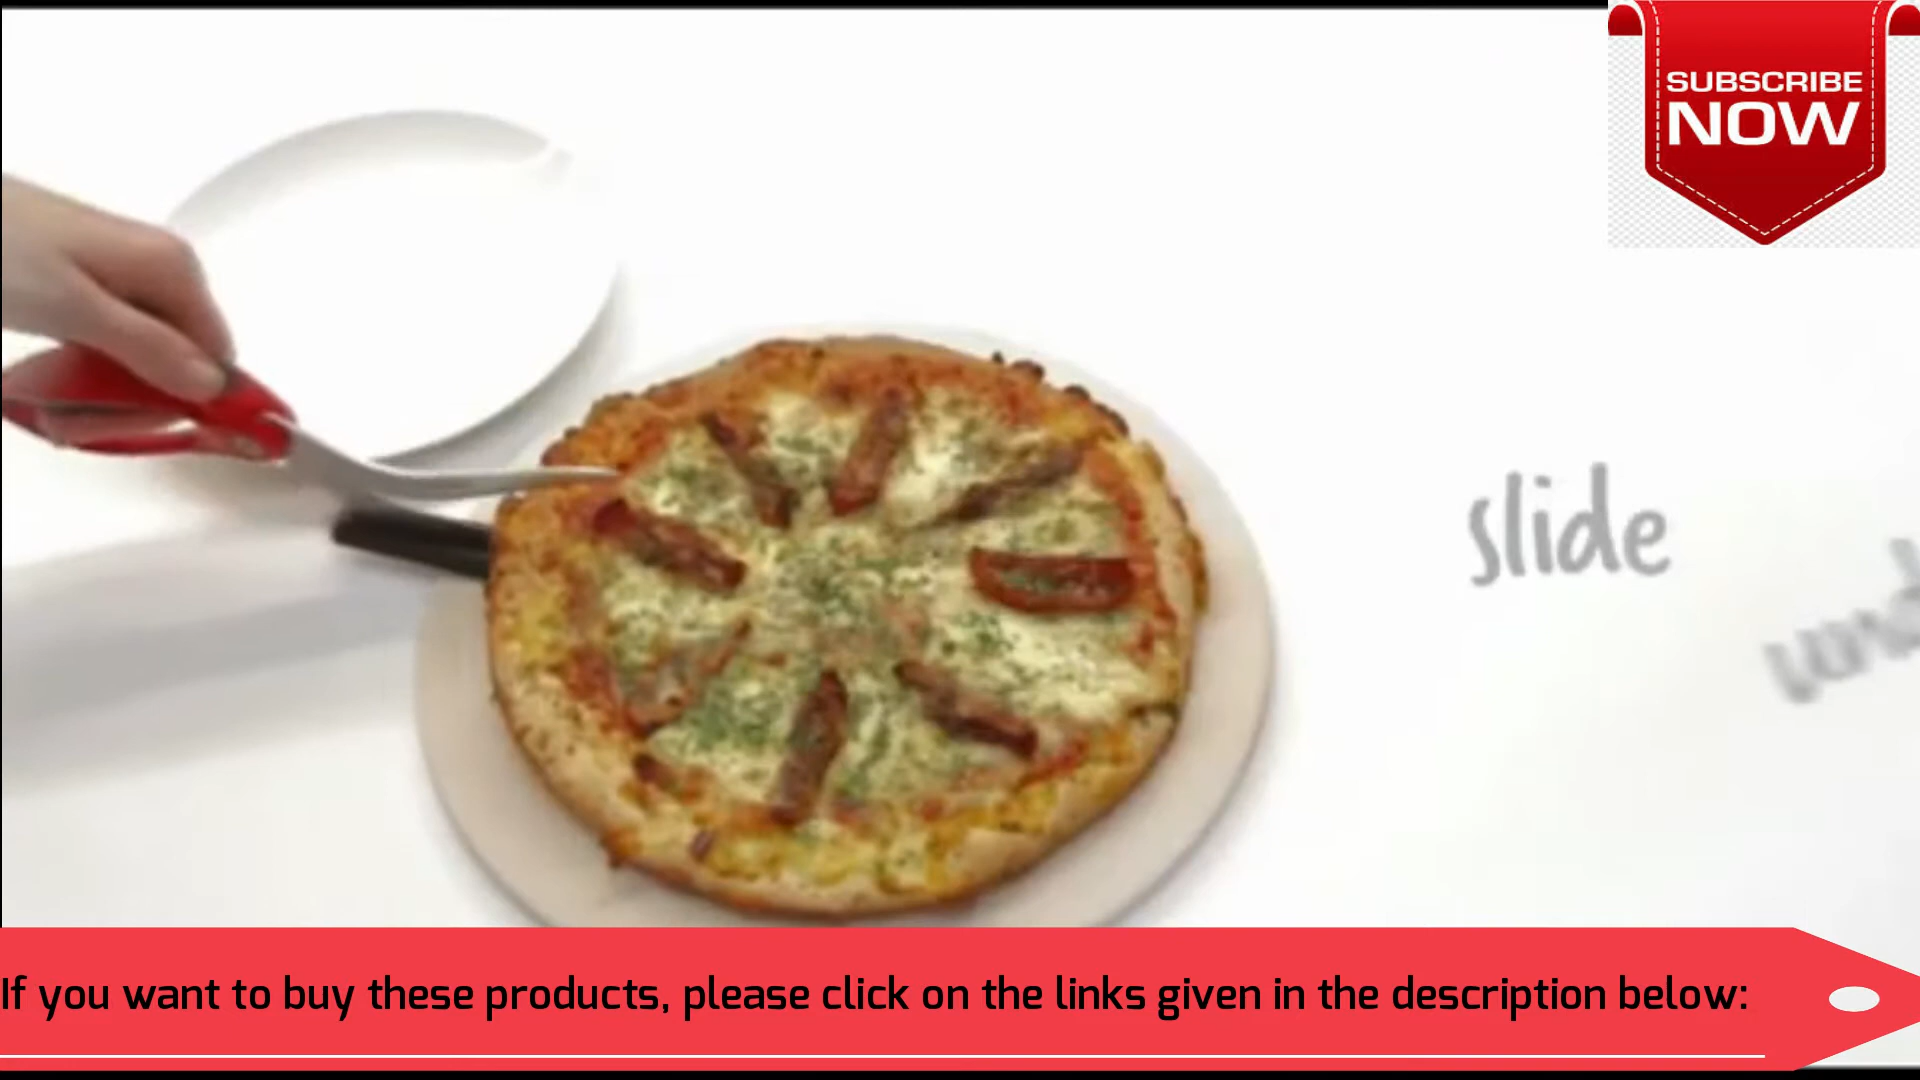 SUBSCRIBE
NOW
slide
If you want to buy these products, please click on the links given in the description below: